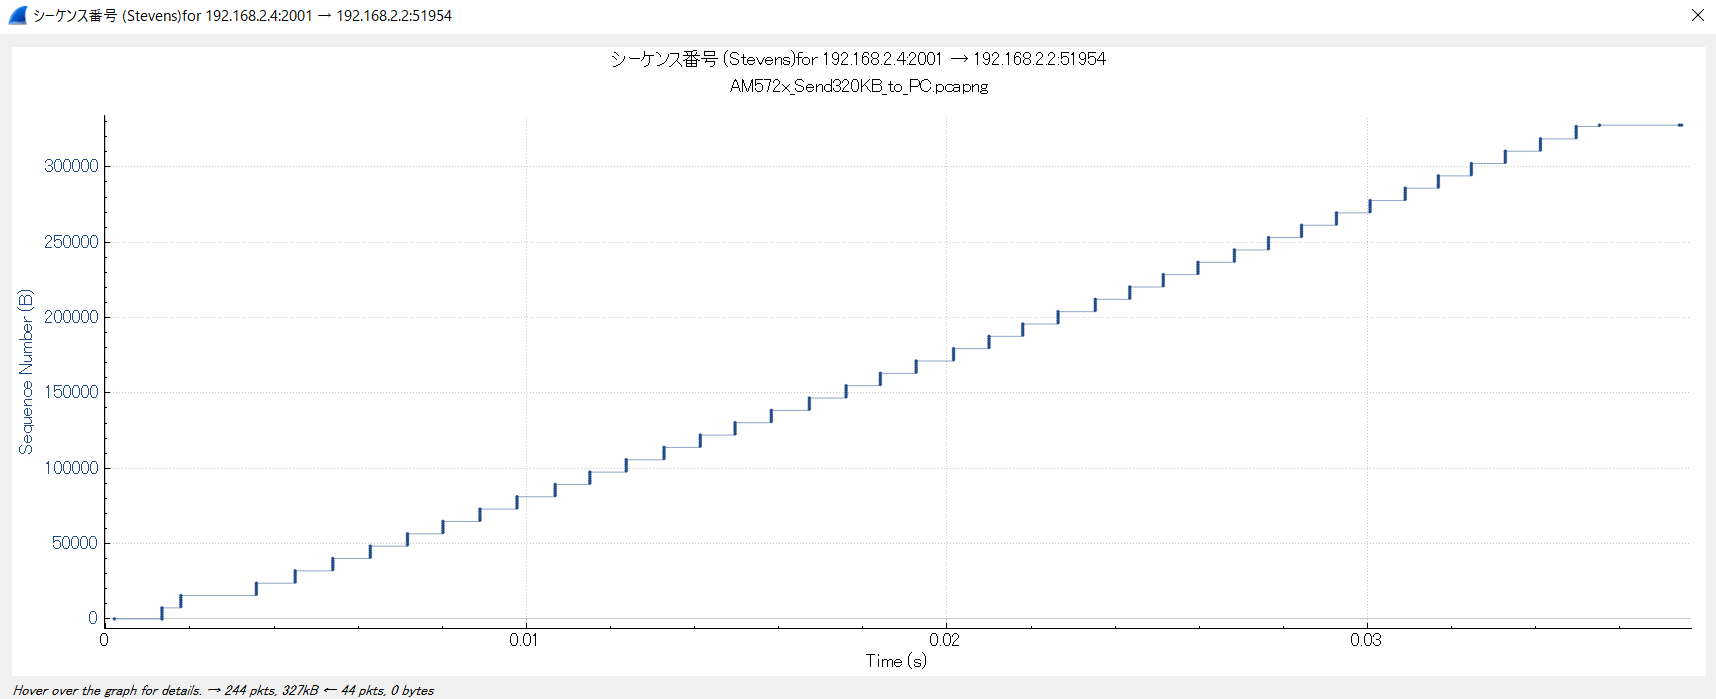 シーケンス番号 (Stevens)for 192.168.2.4:2001 → 192.168.2.2:51954
シーケンス番号 (Stevens)for 192.168.2.4:2001 → 192.168.2.2:51954
AM572x_Send320KB_to_PC.pcapng
Sequence Number (B)
300000
250000
200000
150000
100000
50000
0
0 0.01 0.02 0.03
Time (s)
Hover over the graph for details. → 244 pkts, 327kB ← 44 pkts, 0 bytes